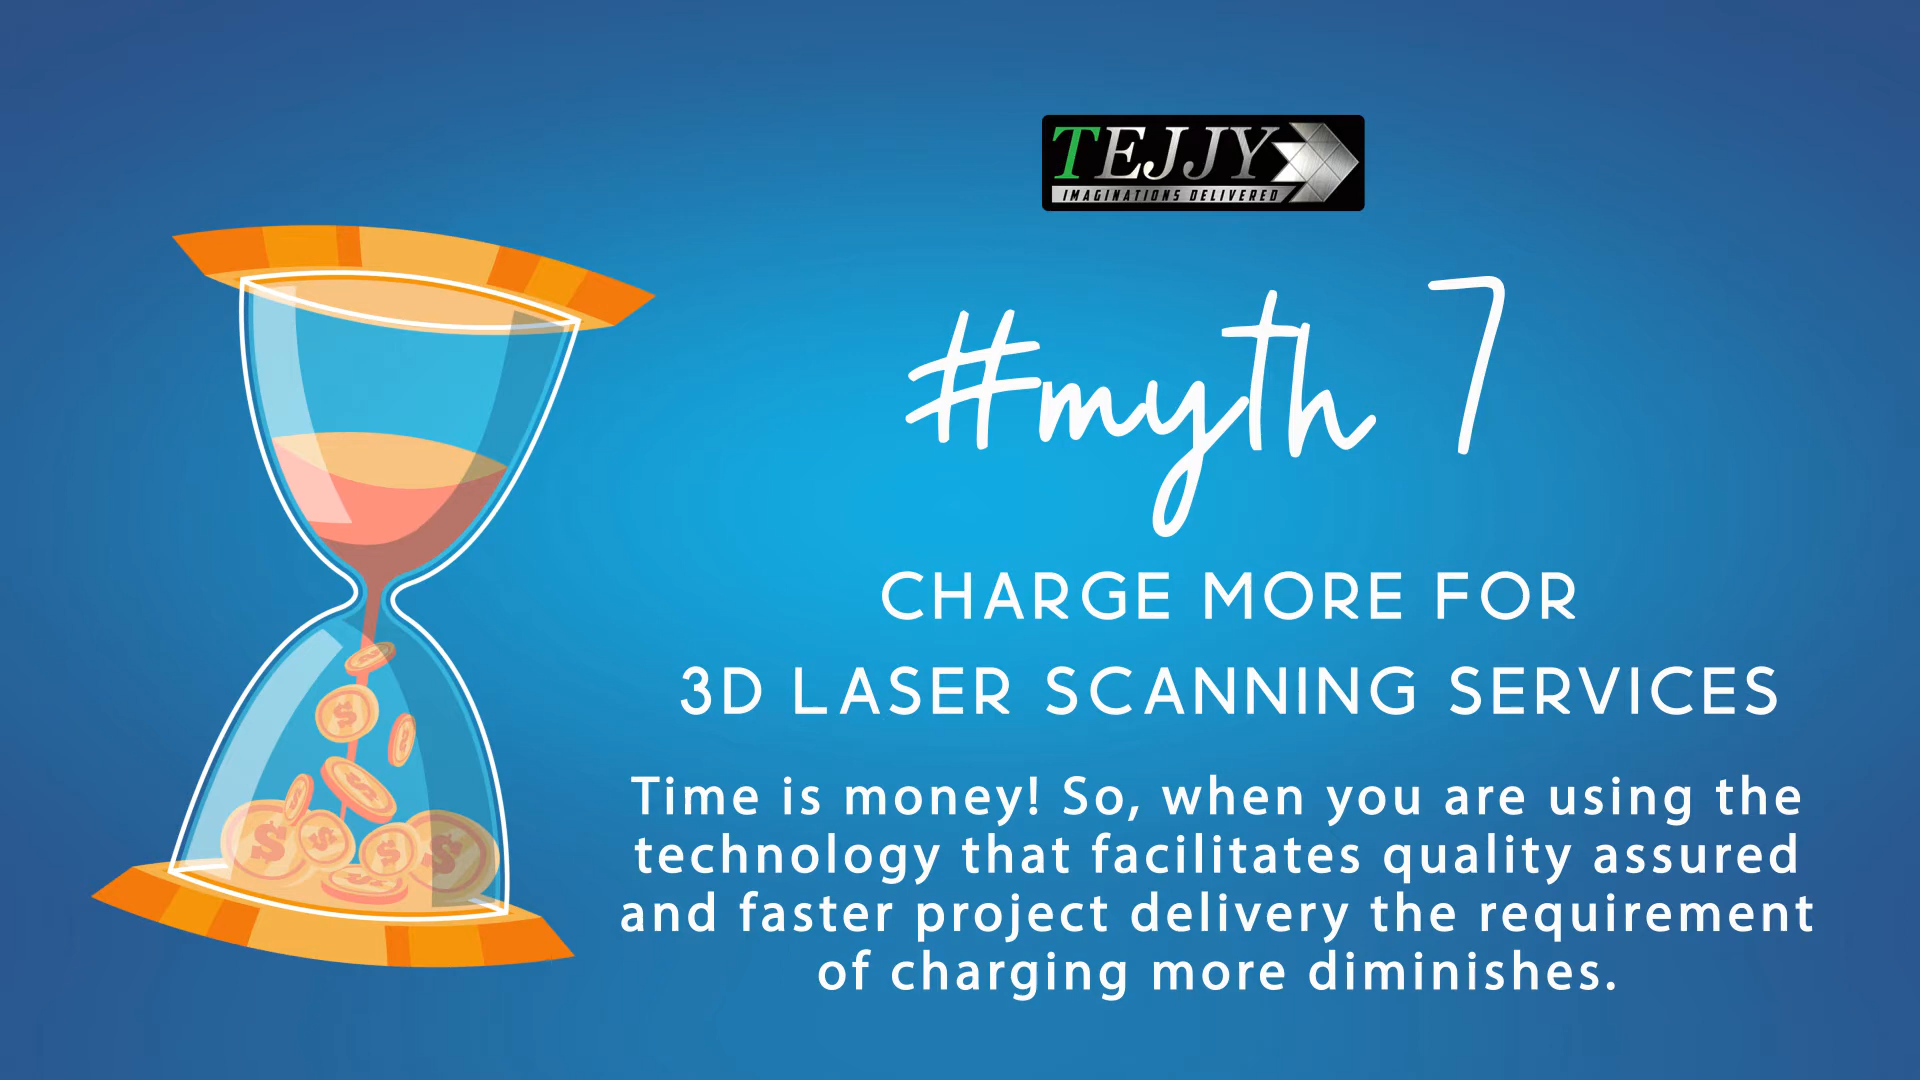 TEJJY
IMAGINATIONS DELIVERED
#myth 7
CHARGE MORE FOR
3D LASER SCANNING SERVICES
Time is money! So, when you are using the
technology that facilitates quality assured
and faster project delivery the requirement
of charging more diminishes.